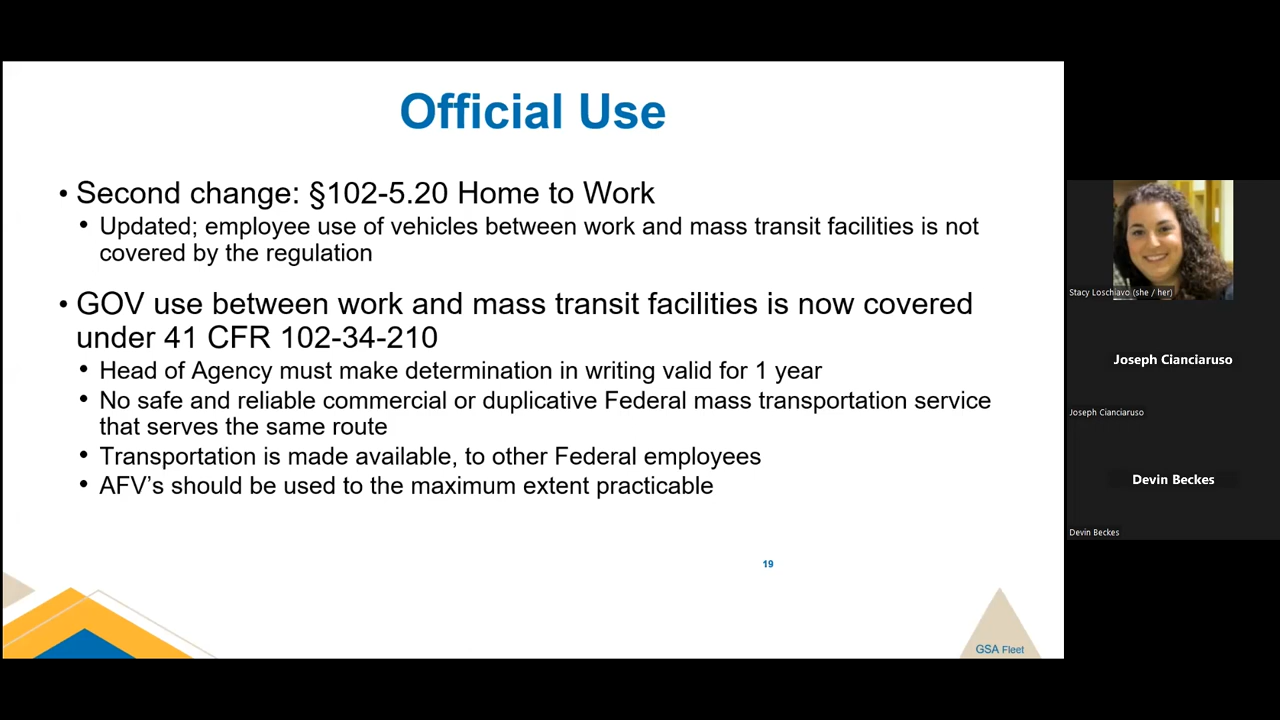 Official Use
• Second change: §102-5.20 Home to Work
• Updated; employee use of vehicles between work and mass transit facilities is not
covered by the regulation
• GOV use between work and mass transit facilities is now covered
under 41 CFR 102-34-210
• Head of Agency must make determination in writing valid for 1 year
• No safe and reliable commercial or duplicative Federal mass transportation service
that serves the same route
• Transportation is made available, to other Federal employees
• AFV’s should be used to the maximum extent practicable
19
GSA Fleet
Stacy Loschiavo (she / her)
Joseph Cianciaruso
Joseph Cianciaruso
Devin Beckes
Devin Beckes